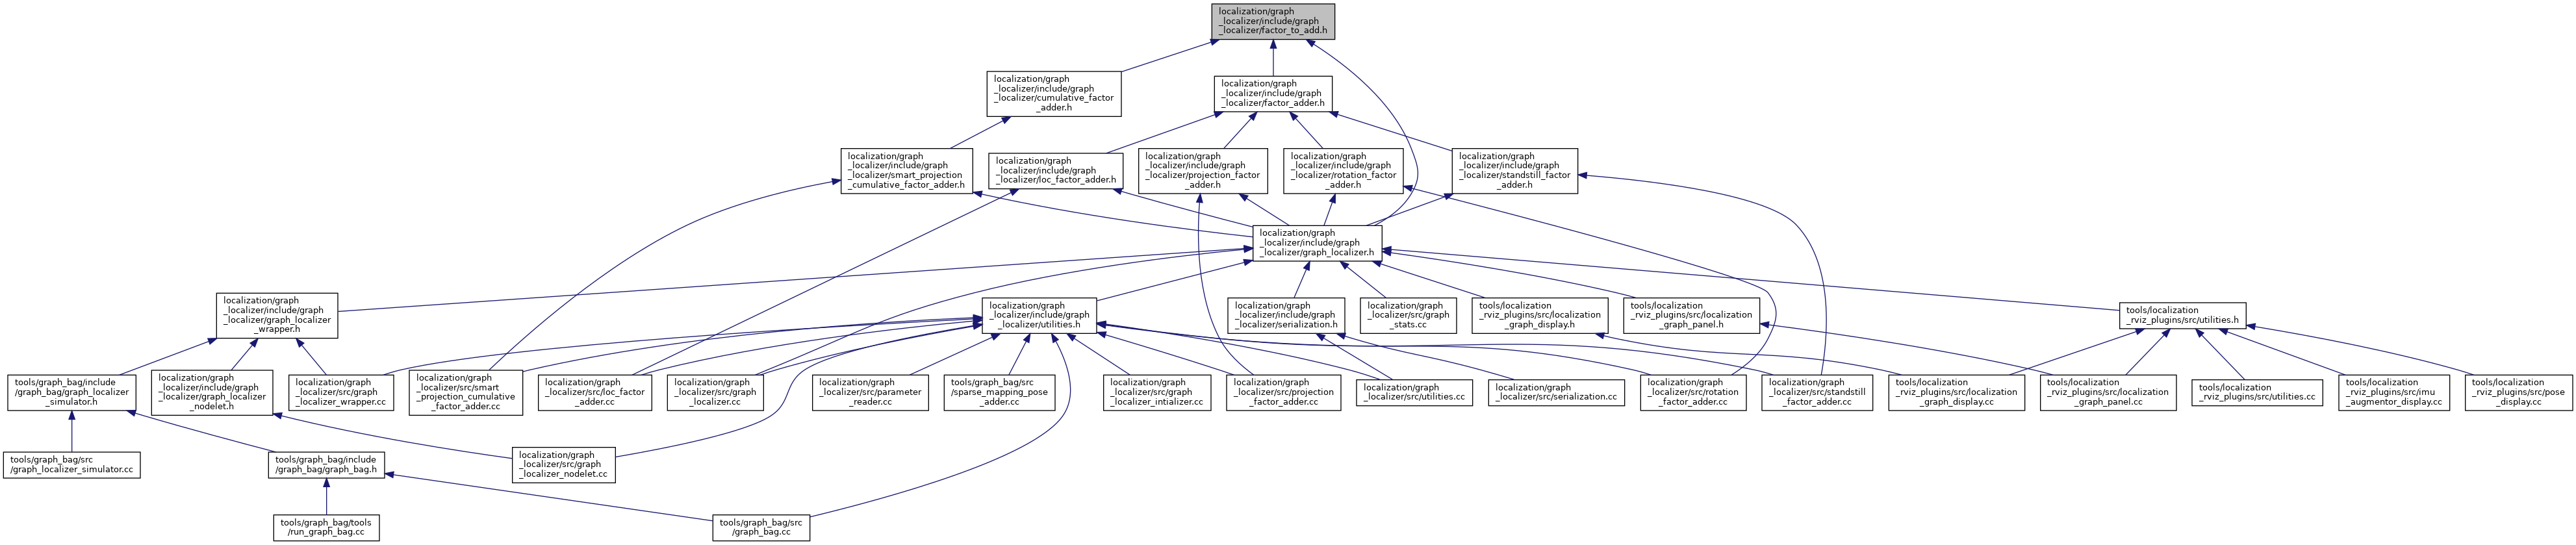 localization/graph
_localizer/include/graph
_localizer/factor_to_add.h
localization/graph
_localizer/include/graph
_localizer/cumulative_factor
_adder.h
localization/graph
_localizer/include/graph
_localizer/factor_adder.h
localization/graph
_localizer/include/graph
_localizer/smart_projection
_cumulative_factor_adder.h
localization/graph
_localizer/include/graph
_localizer/loc_factor_adder.h
localization/graph
_localizer/include/graph
_localizer/projection_factor
_adder.h
localization/graph
_localizer/include/graph
_localizer/rotation_factor
_adder.h
localization/graph
_localizer/include/graph
_localizer/standstill_factor
_adder.h
localization/graph
_localizer/include/graph
_localizer/graph_localizer.h
localization/graph
_localizer/include/graph
_localizer/graph_localizer
_wrapper.h
localization/graph
_localizer/include/graph
_localizer/utilities.h
localization/graph
_localizer/include/graph
_localizer/serialization.h
localization/graph
_localizer/src/graph
_stats.cc
tools/localization
_rviz_plugins/src/localization
_graph_display.h
tools/localization
_rviz_plugins/src/localization
_graph_panel.h
tools/localization
_rviz_plugins/src/utilities.h
tools/graph_bag/include
/graph_bag/graph_localizer
_simulator.h
localization/graph
_localizer/include/graph
_localizer/graph_localizer
_nodelet.h
localization/graph
_localizer/src/graph
_localizer_wrapper.cc
localization/graph
_localizer/src/smart
_projection_cumulative
_factor_adder.cc
localization/graph
_localizer/src/loc_factor
_adder.cc
localization/graph
_localizer/src/graph
_localizer.cc
localization/graph
_localizer/src/parameter
_reader.cc
tools/graph_bag/src
/sparse_mapping_pose
_adder.cc
localization/graph
_localizer/src/graph
_localizer_intializer.cc
localization/graph
_localizer/src/projection
_factor_adder.cc
localization/graph
_localizer/src/utilities.cc
localization/graph
_localizer/src/serialization.cc
localization/graph
_localizer/src/rotation
_factor_adder.cc
localization/graph
_localizer/src/standstill
_factor_adder.cc
tools/localization
_rviz_plugins/src/localization
_graph_display.cc
tools/localization
_rviz_plugins/src/localization
_graph_panel.cc
tools/localization
_rviz_plugins/src/utilities.cc
tools/localization
_rviz_plugins/src/imu
_augmentor_display.cc
tools/localization
_rviz_plugins/src/pose
_display.cc
tools/graph_bag/src
/graph_localizer_simulator.cc
tools/graph_bag/include
/graph_bag/graph_bag.h
localization/graph
_localizer/src/graph
_localizer_nodelet.cc
tools/graph_bag/tools
/run_graph_bag.cc
tools/graph_bag/src
/graph_bag.cc